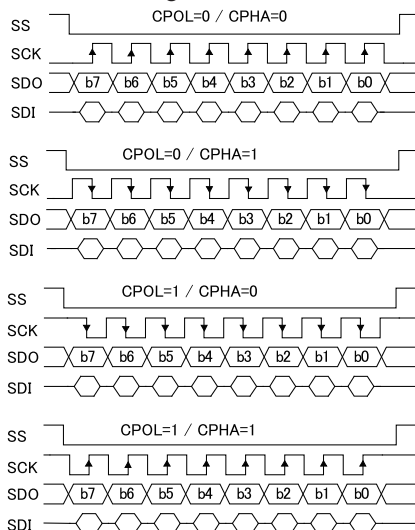 CPOL=0 / CPHA=0
SS
SCK
SDO b7 b6 b5 b4 b3 b2 b1 b0
SDI
CPOL=0 / CPHA=1
SS
SCK
SDO b7 b6 b5 b4 b3 b2 b1 b0
SDI
CPOL=1 / CPHA=0
SS
SCK
SDO b7 b6 b5 b4 b3 b2 b1 b0
SDI
CPOL=1 / CPHA=1
SS
SCK
SDO b7 b6 b5 b4 b3 b2 b1 b0
SDI